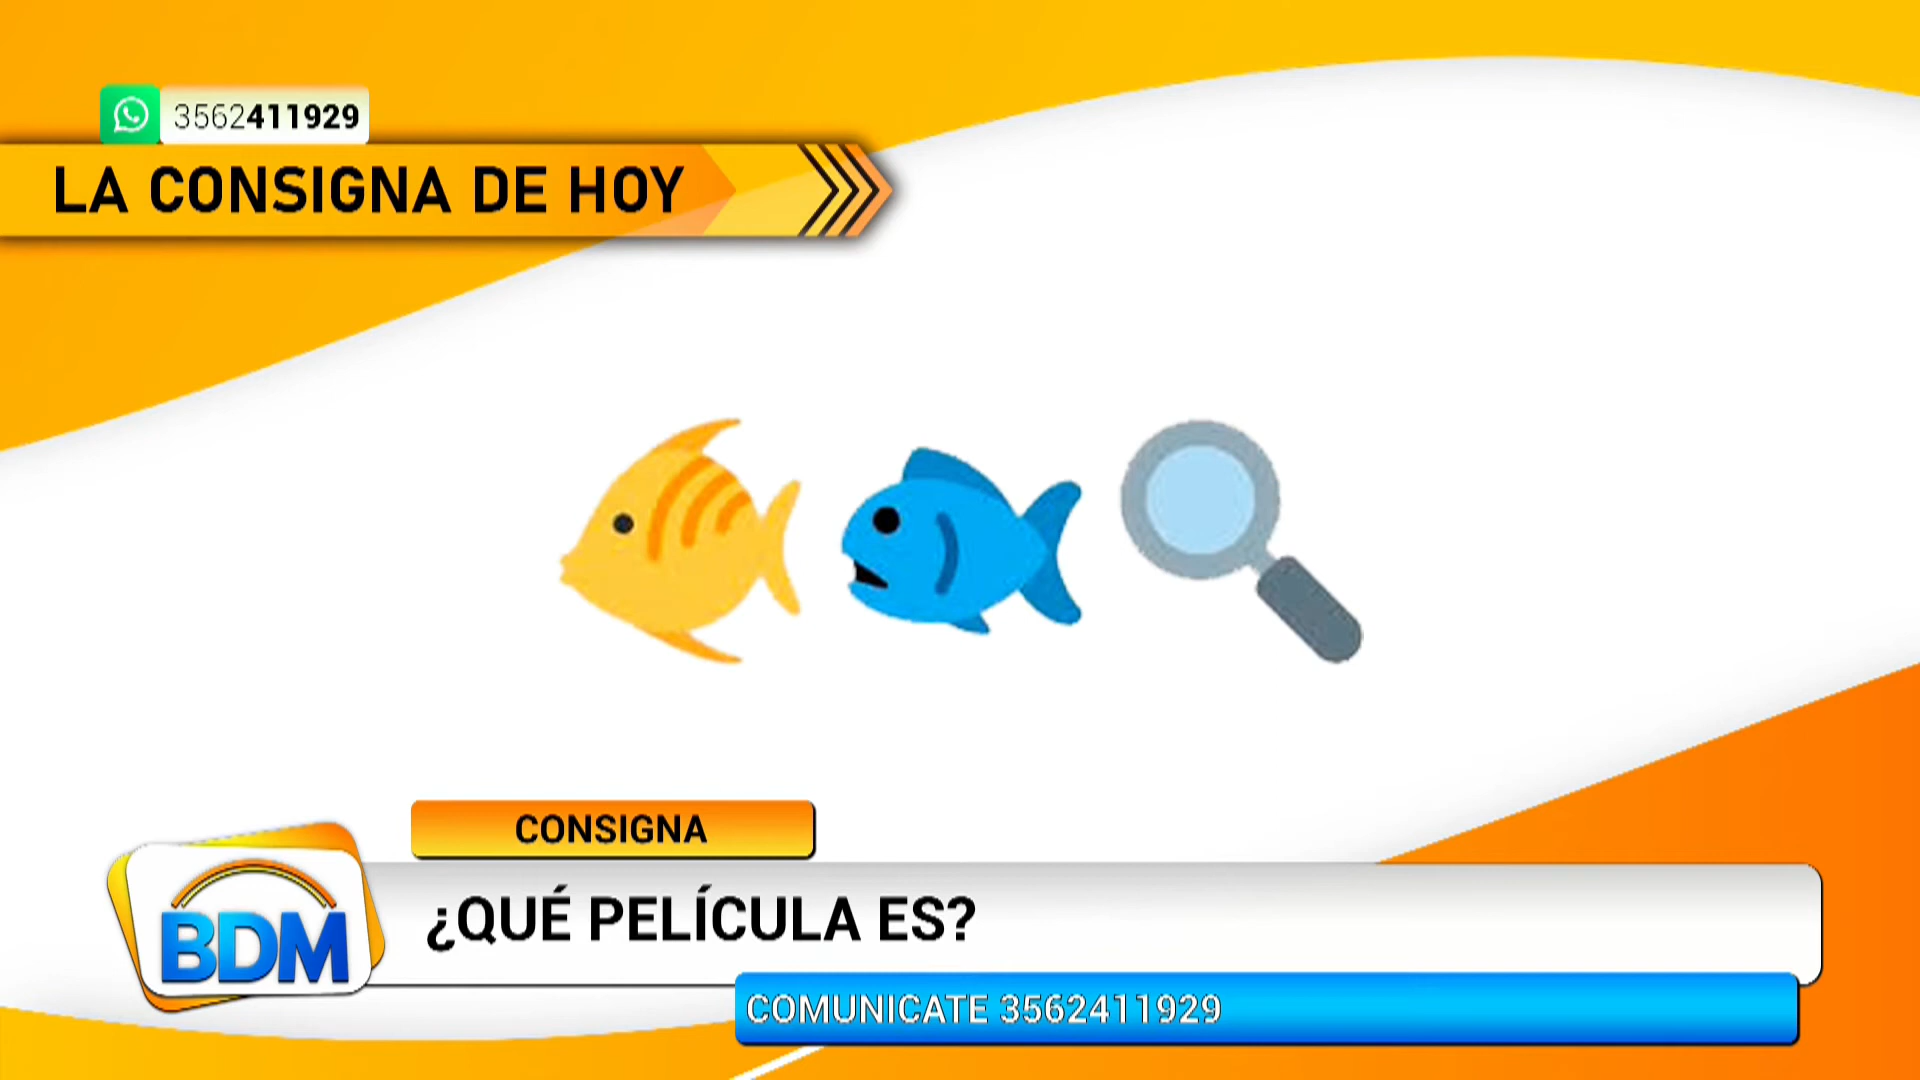 3562411929
LA CONSIGNA DE HOY
CONSIGNA
BDM
¿QUÉ PELÍCULA ES?
COMUNICATE 3562411929